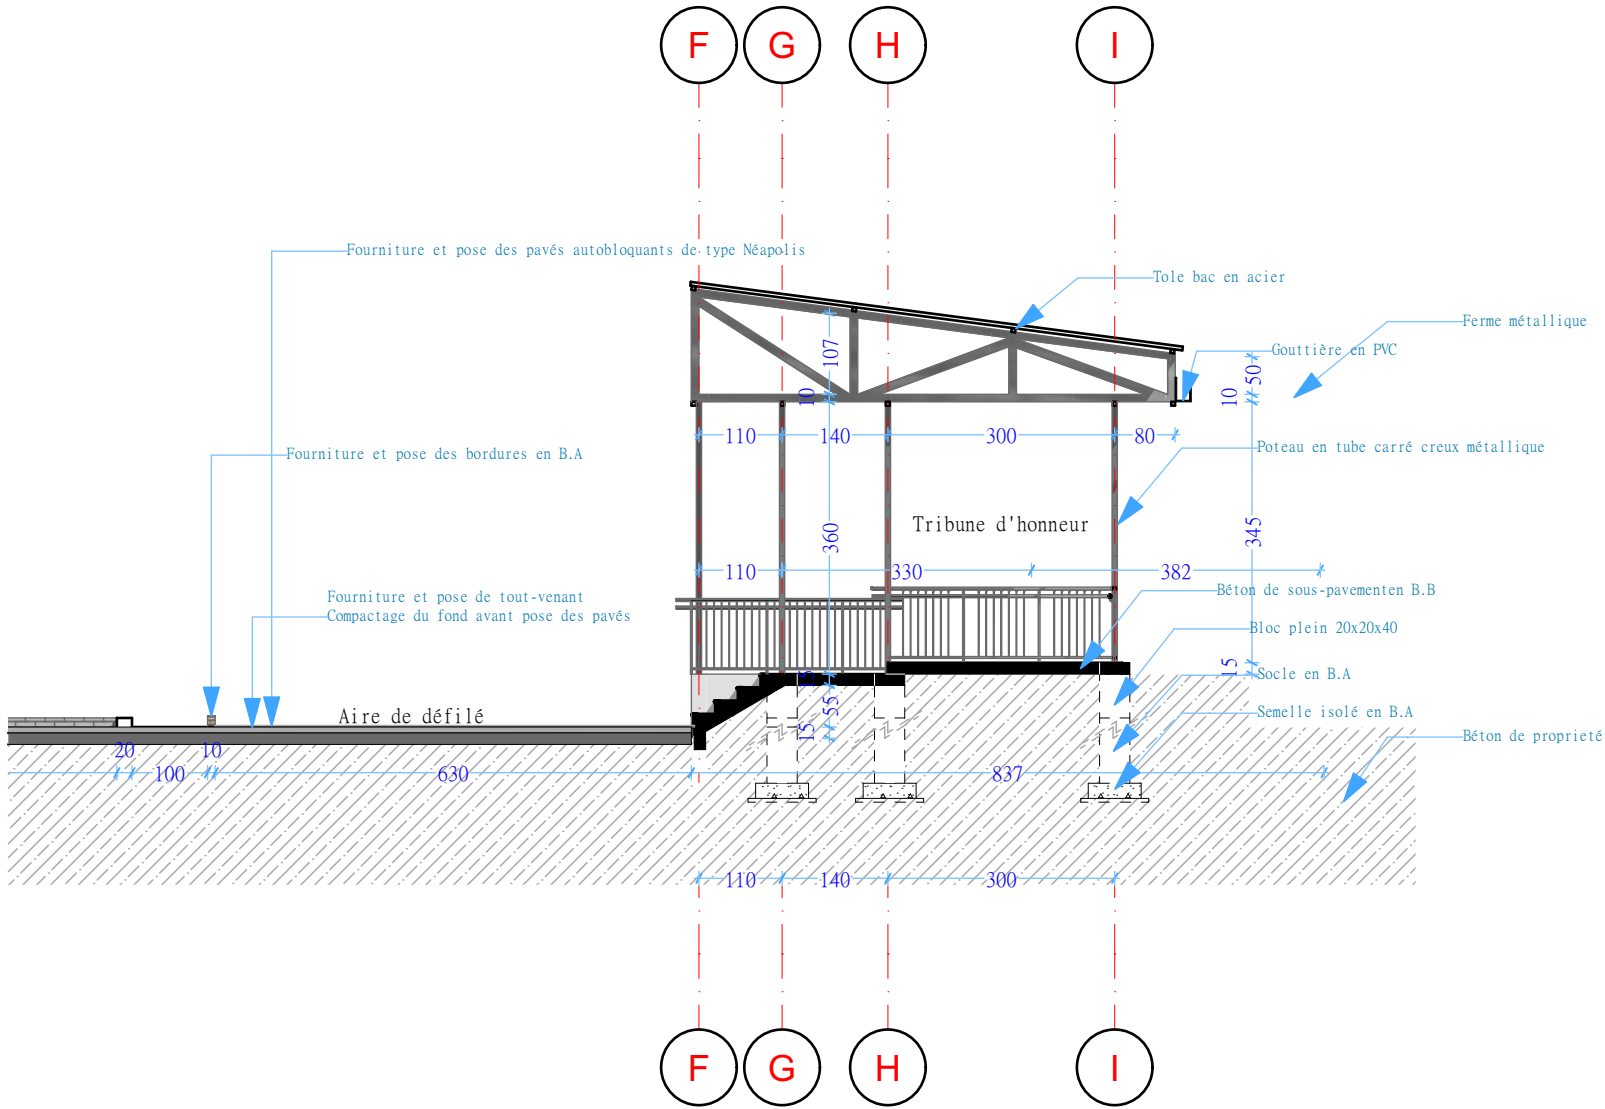 F G H I
Fourniture et pose des pavés autobloquants de type Néapolis
Tole bac en acier
Ferme métallique
Gouttière en PVC
107
50
10
10
110 140 300 80
Poteau en tube carré creux métallique
Fourniture et pose des bordures en B.A
Tribune d'honneur
360
345
110 330 382
Béton de sous-pavementen B.B
Fourniture et pose de tout-venant
Compactage du fond avant pose des pavés
Bloc plein 20x20x40
15
Socle en B.A
15
55
Semelle isolé en B.A
Aire de défilé
15
Béton de proprieté
20 10
100 630 837
110 140 300
F G H I